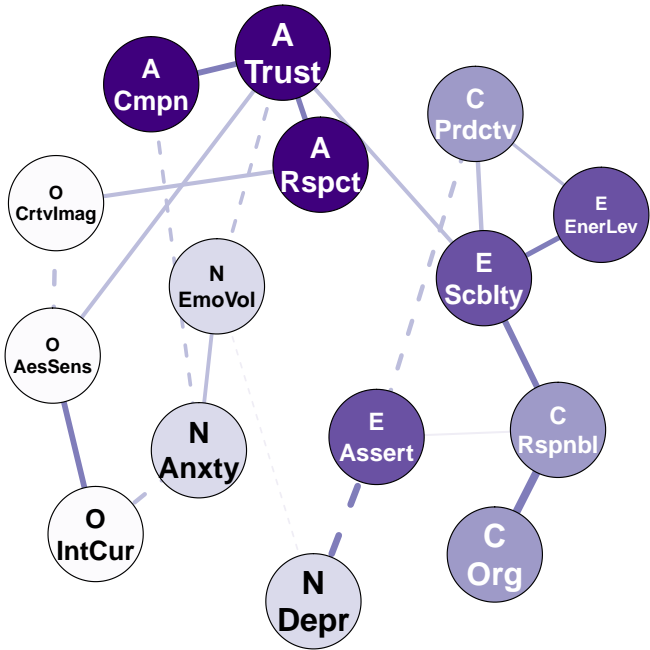 A
Trust
A
Cmpn
C
Prdctv
A
Rspct
O
CrtvImag
E
EnerLev
N
EmoVol
E
Scblty
O
AesSens
E
Assert
C
Rspnbl
N
Anxty
O
IntCur
C
Org
N
Depr